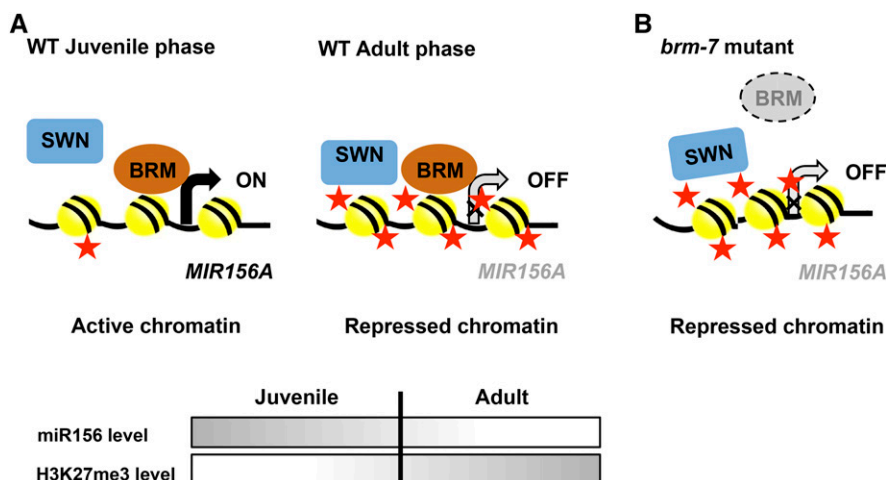 A
WT Juvenile phase
SWN
BRM
ON
MIR156A
Active chromatin
WT Adult phase
SWN
BRM
OFF
MIR156A
Repressed chromatin
B
brm-7 mutant
BRM
SWN
OFF
MIR156A
Repressed chromatin
Juvenile
Adult
miR156 level
H3K27me3 level